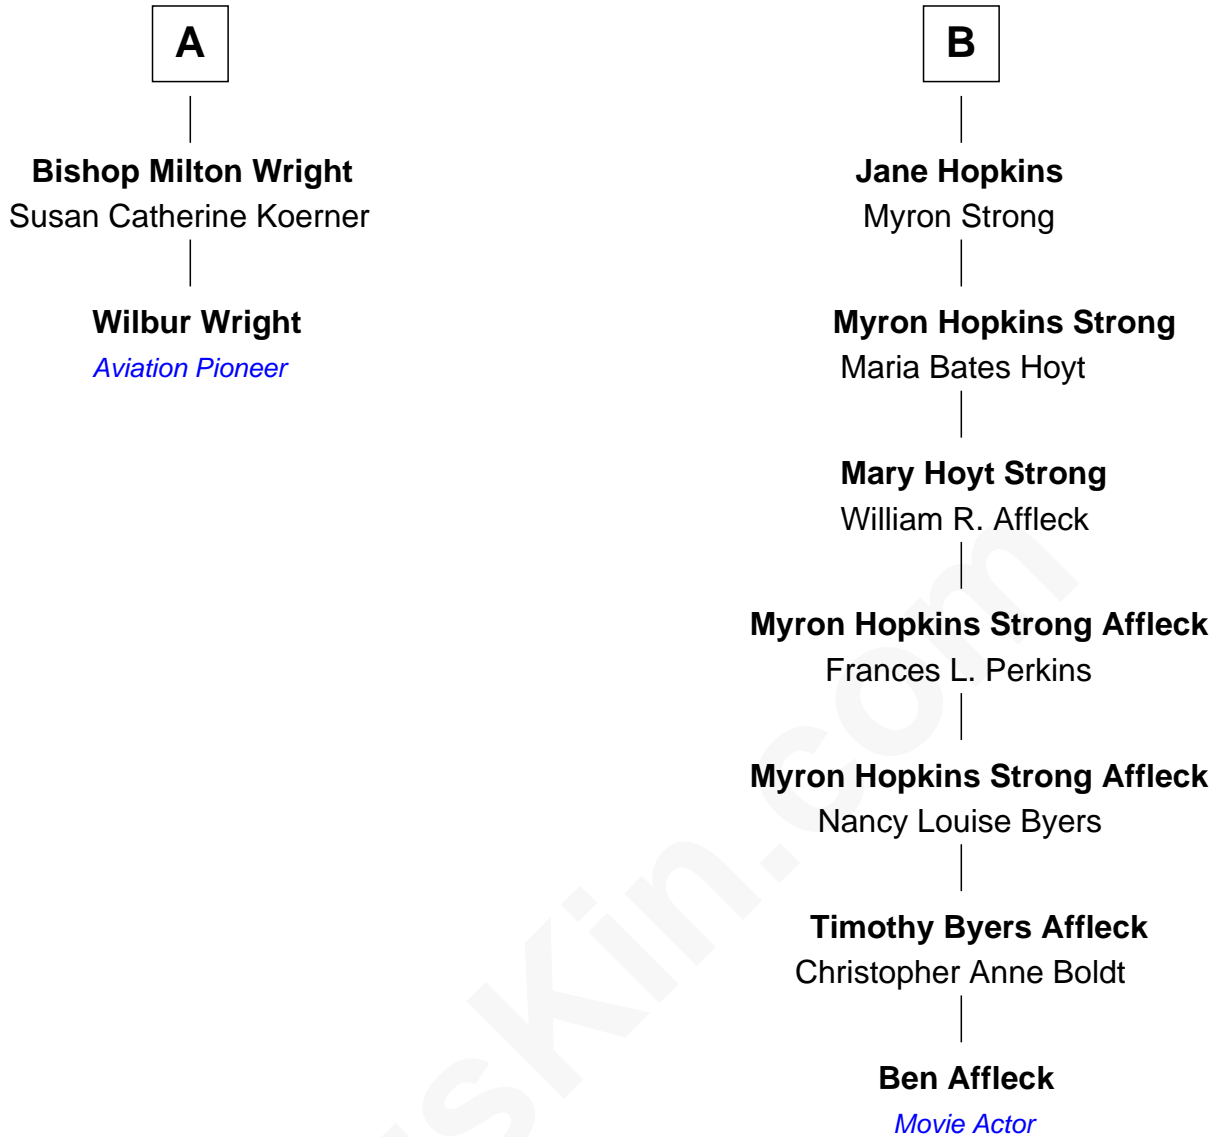 A
Bishop Milton Wright
Susan Catherine Koerner
Wilbur Wright
Aviation Pioneer
B
Jane Hopkins
Myron Strong
Myron Hopkins Strong
Maria Bates Hoyt
Mary Hoyt Strong
William R. Affleck
Myron Hopkins Strong Affleck
Frances L. Perkins
Myron Hopkins Strong Affleck
Nancy Louise Byers
Timothy Byers Affleck
Christopher Anne Boldt
Ben Affleck
Movie Actor